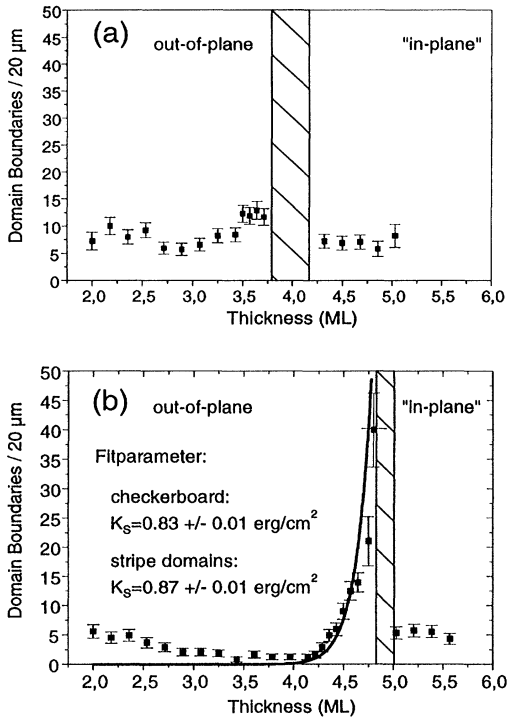 50
45
40
35
30
25
20
15
10
5
0
Domain Boundaries / 20 µm
(a)
out-of-plane
"in-plane"
2,0 2,5 3,0 3,5 4,0 4,5 5,0 5,5 6,0
Thickness (ML)
50
45
40
35
30
25
20
15
10
5
0
Domain Boundaries / 20 µm
(b)
out-of-plane
"in-plane"
Fitparameter:
checkerboard:
K_S=0.83 +/- 0.01 erg/cm²
stripe domains:
K_S=0.87 +/- 0.01 erg/cm²
2,0 2,5 3,0 3,5 4,0 4,5 5,0 5,5 6,0
Thickness (ML)